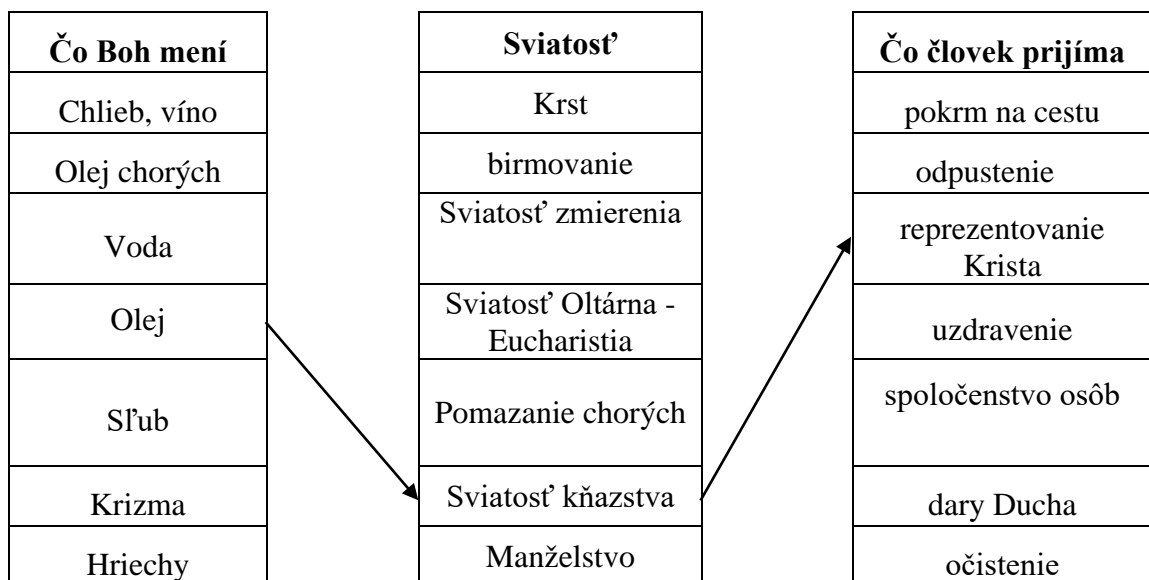 Čo Boh mení
Chlieb, víno
Olej chorých
Voda
Olej
Sľub
Krizma
Hriechy
Sviatosť
Krst
birmovanie
Sviatosť zmierenia
Sviatosť Oltárna -
Eucharistia
Pomazanie chorých
Sviatosť kňazstva
Manželstvo
Čo človek prijíma
pokrm na cestu
odpustenie
reprezentovanie
Krista
uzdravenie
spoločenstvo osôb
dary Ducha
očistenie